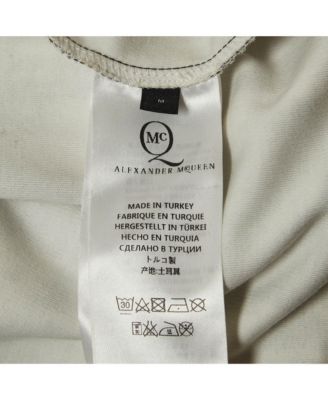 M
McQ
ALEXANDER McQUEEN
MADE IN TURKEY
FABRIQUE EN TURQUIE
HERGESTELLT IN TÜRKEI
HECHO EN TURQUIA
СДЕЛАНО В ТУРЦИИ
トルコ製
产地:土耳其
30